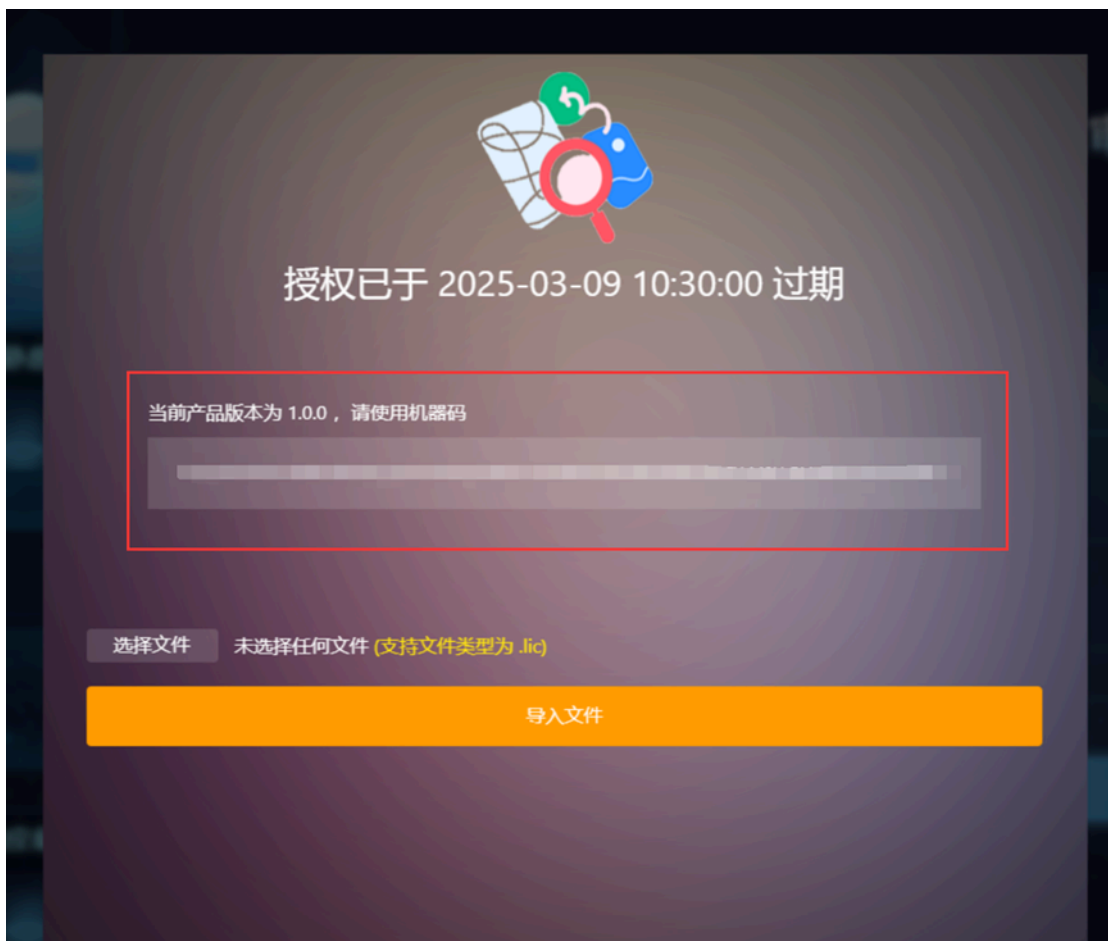 授权已于 2025-03-09 10:30:00 过期
当前产品版本为 1.0.0 ，请使用机器码
选择文件 未选择任何文件 (支持文件类型为 .lic)
导入文件